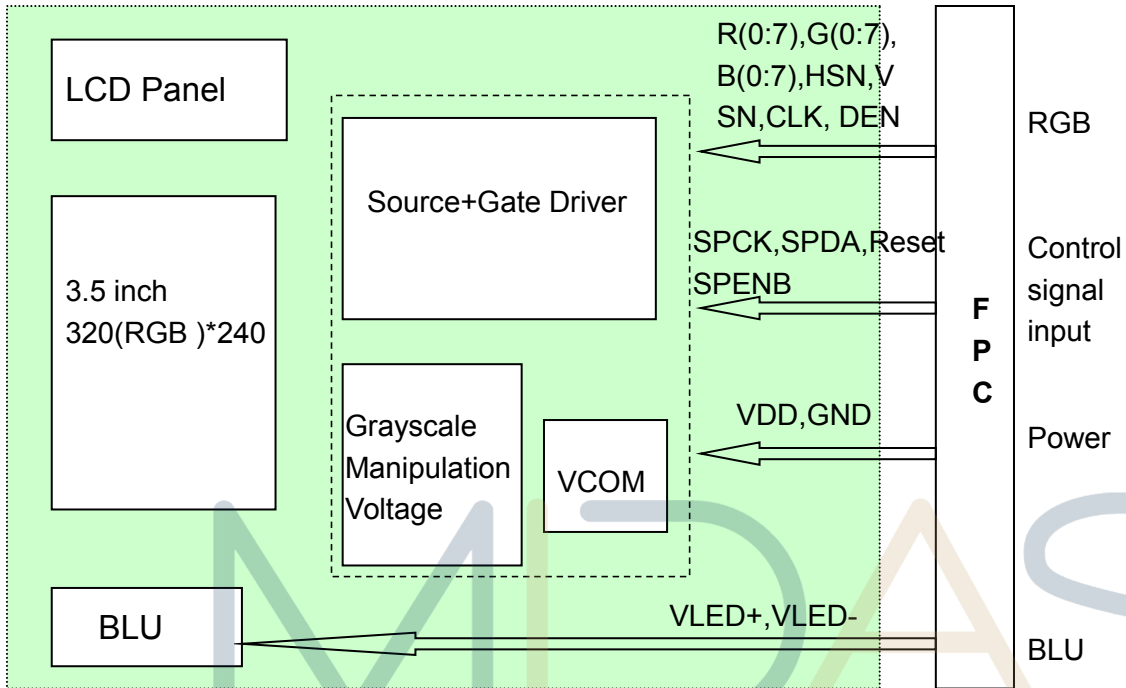 LCD Panel
3.5 inch
320(RGB )*240
BLU
Source+Gate Driver
Grayscale
Manipulation
Voltage
VCOM
R(0:7),G(0:7),
B(0:7),HSN,V
SN,CLK, DEN
SPCK,SPDA,Reset
SPENB
VDD,GND
VLED+,VLED-
F
P
C
RGB
Control
signal
input
Power
BLU
MDAS